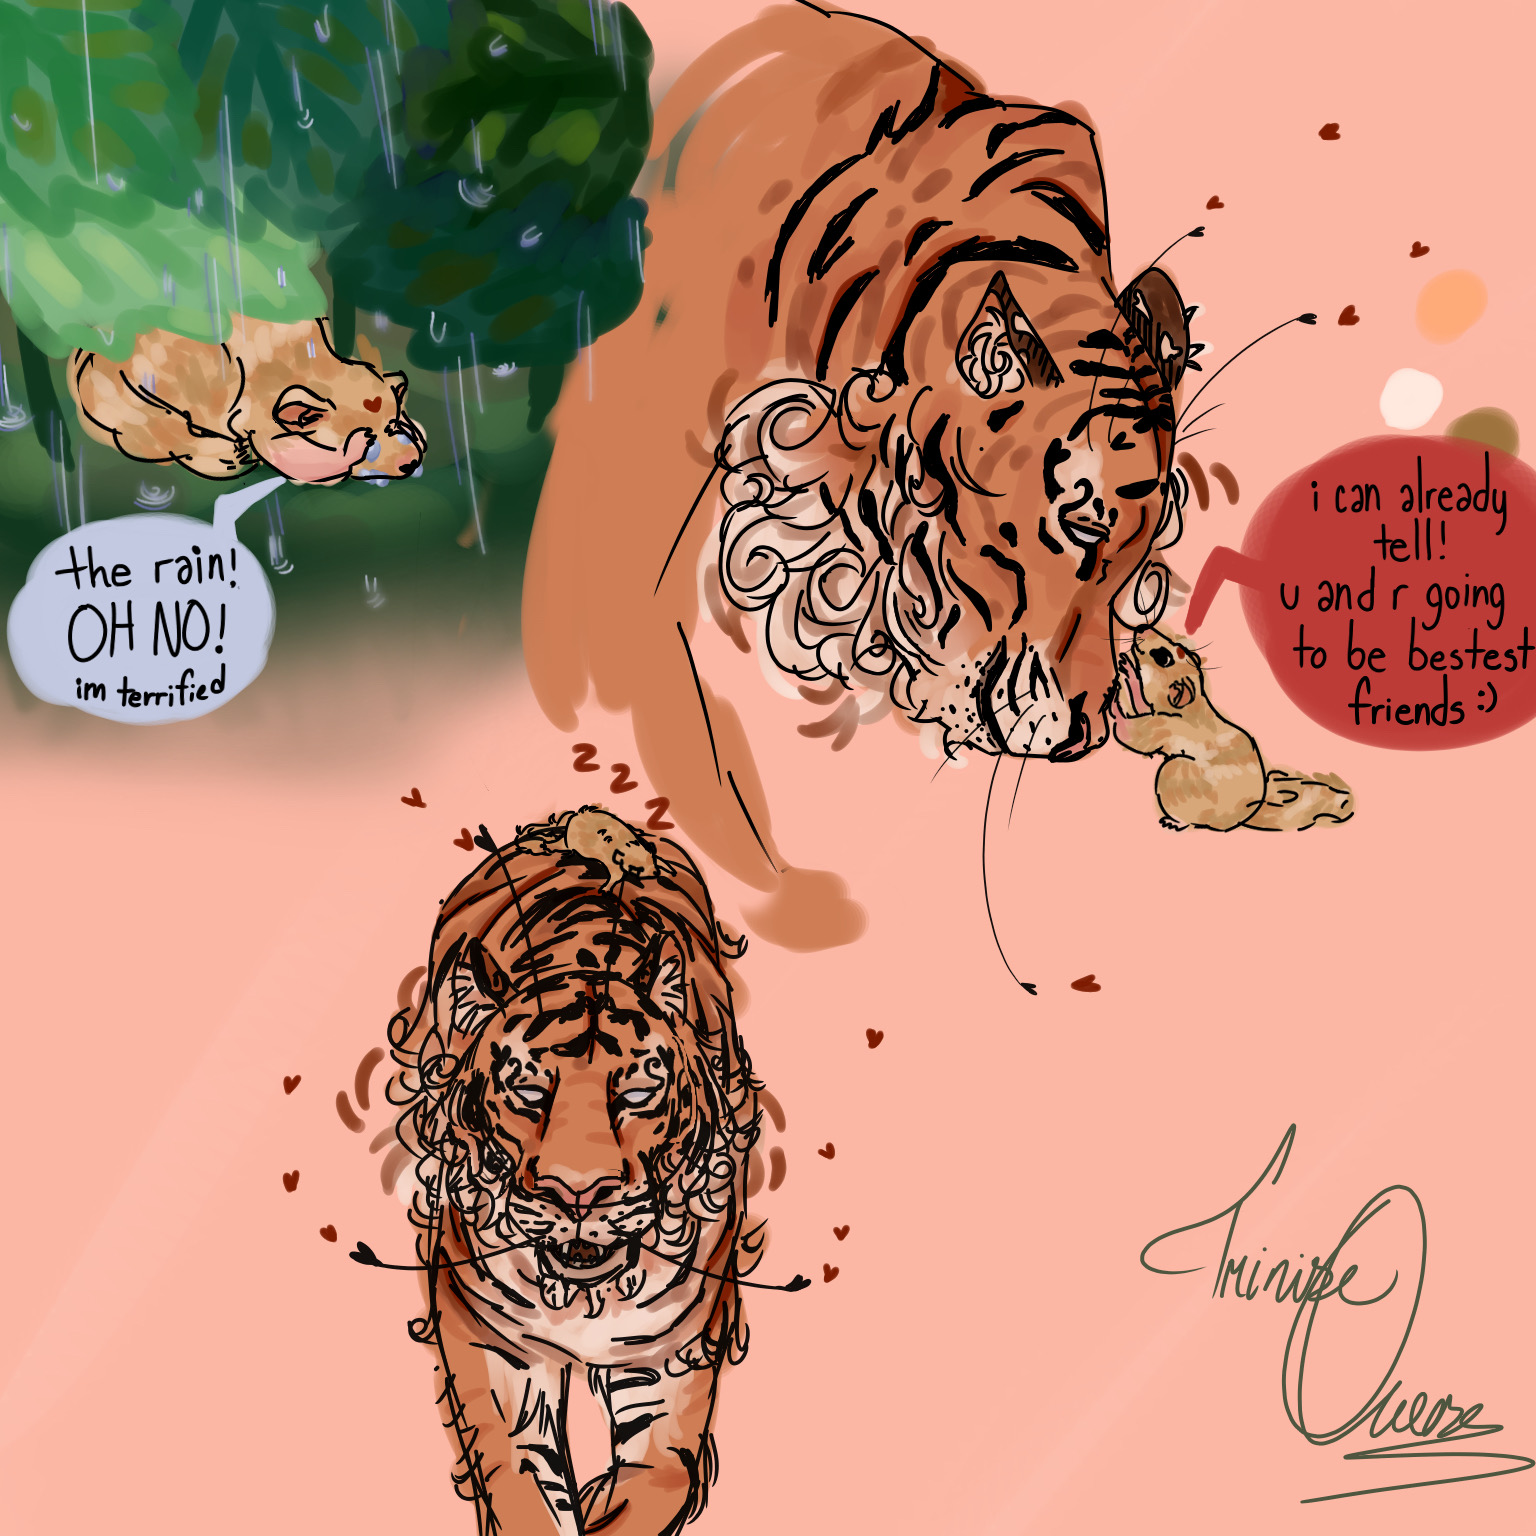 the rain!
OH NO!
im terrified
i can already
tell!
u and r going
to be bestest
friends :)
z
z
z